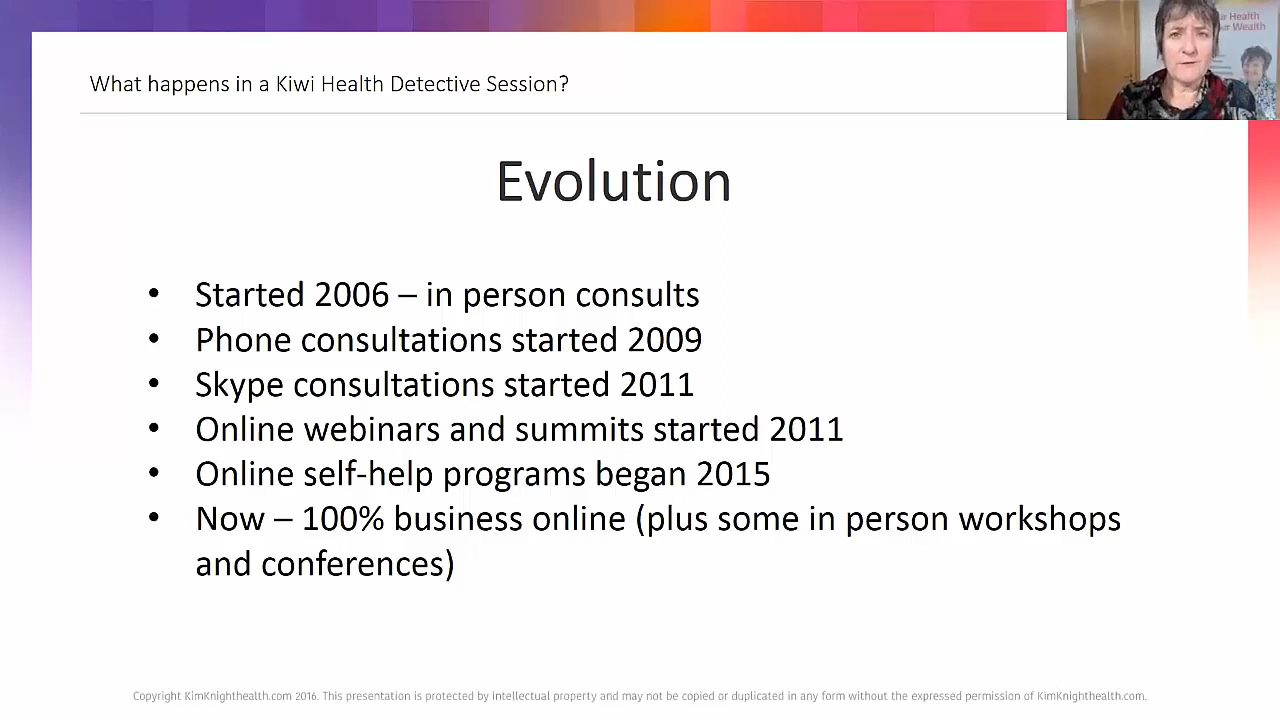 What happens in a Kiwi Health Detective Session?
Health
Wealth
Evolution
• Started 2006 – in person consults
• Phone consultations started 2009
• Skype consultations started 2011
• Online webinars and summits started 2011
• Online self-help programs began 2015
• Now – 100% business online (plus some in person workshops
and conferences)
Copyright KimKnighthealth.com 2016. This presentation is protected by intellectual property and may not be copied or duplicated in any form without the expressed permission of KimKnighthealth.com.